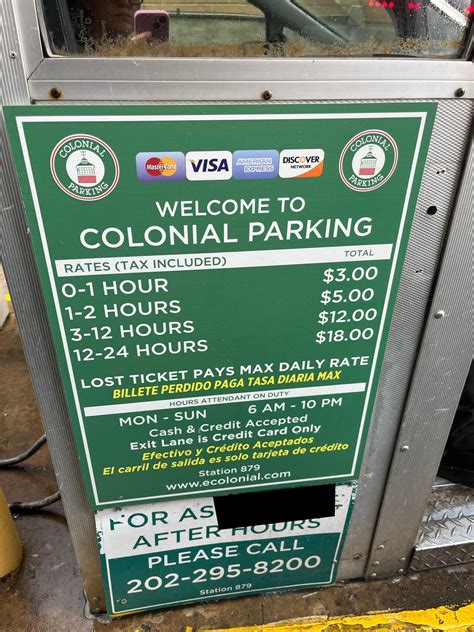 COLONIAL PARKING
MasterCard VISA AMERICAN EXPRESS DISCOVER NETWORK
COLONIAL PARKING
WELCOME TO
COLONIAL PARKING
RATES (TAX INCLUDED) TOTAL
0-1 HOUR $3.00
1-2 HOURS $5.00
3-12 HOURS $12.00
12-24 HOURS $18.00
LOST TICKET PAYS MAX DAILY RATE
BILLETE PERDIDO PAGA TASA DIARIA MAX
HOURS ATTENDANT ON DUTY
MON - SUN 6 AM - 10 PM
Cash & Credit Accepted
Exit Lane is Credit Card Only
Efectivo y Crédito Aceptados
El carril de salida es solo tarjeta de crédito
Station 879
www.ecolonial.com
FOR AS
AFTER HOURS
PLEASE CALL
202-295-8200
Station 879